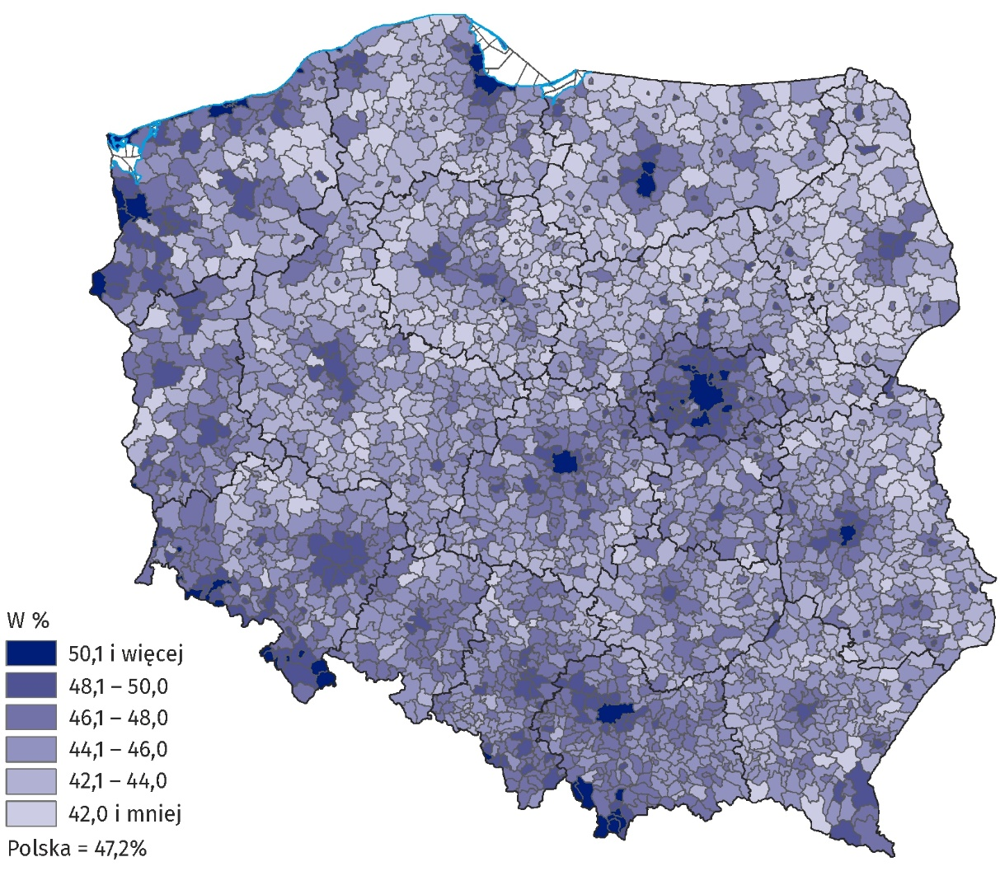 W %
50,1 i więcej
48,1 – 50,0
46,1 – 48,0
44,1 – 46,0
42,1 – 44,0
42,0 i mniej
Polska = 47,2%